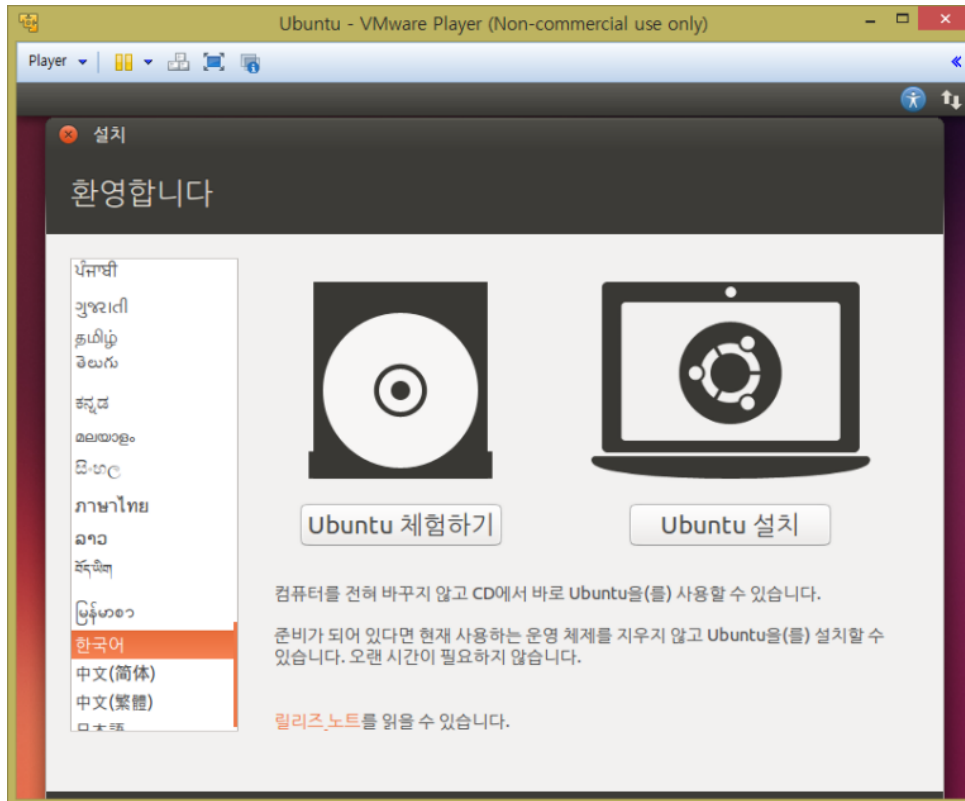 Ubuntu - VMware Player (Non-commercial use only)
Player
설치
환영합니다
ਪੰਜਾਬੀ
ગુજરાતી
தமிழ்
తెలుగు
ಕನ್ನಡ
മലയാളം
සිංහල
ภาษาไทย
ລາວ
བོད་ཡིག
မြန်မာစာ
한국어
中文(简体)
中文(繁體)
日本語
Ubuntu 체험하기
Ubuntu 설치
컴퓨터를 전혀 바꾸지 않고 CD에서 바로 Ubuntu을(를) 사용할 수 있습니다.
준비가 되어 있다면 현재 사용하는 운영 체제를 지우지 않고 Ubuntu을(를) 설치할 수
있습니다. 오랜 시간이 필요하지 않습니다.
릴리즈 노트를 읽을 수 있습니다.